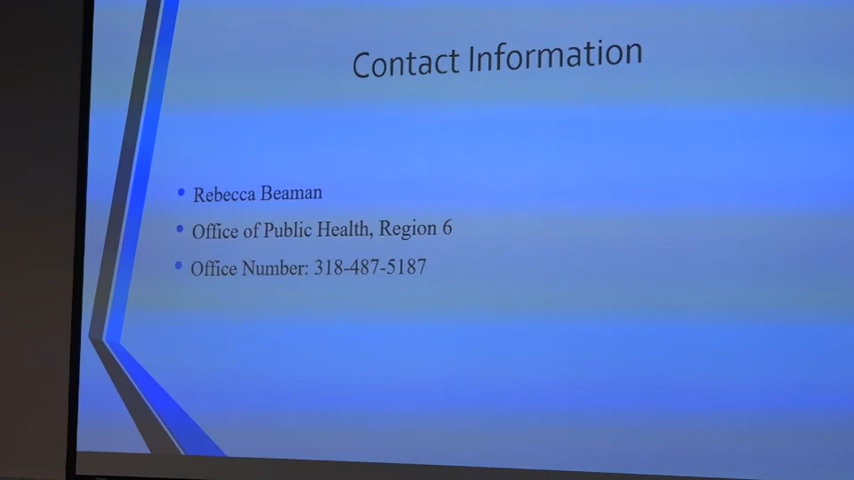 Contact Information
• Rebecca Beaman
• Office of Public Health, Region 6
• Office Number: 318-487-5187